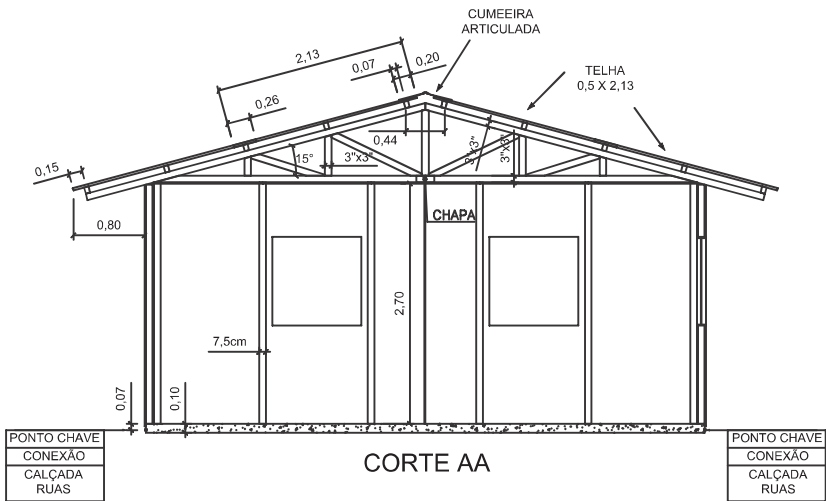 CUMEEIRA
ARTICULADA
2,13
0,07
0,20
TELHA
0,5 X 2,13
0,26
0,44
0,15
15°
3"x3"
3"x3"
3"x3"
0,80
CHAPA
2,70
7,5cm
0,07
0,10
PONTO CHAVE
CONEXÃO
CALÇADA
RUAS
CORTE AA
PONTO CHAVE
CONEXÃO
CALÇADA
RUAS